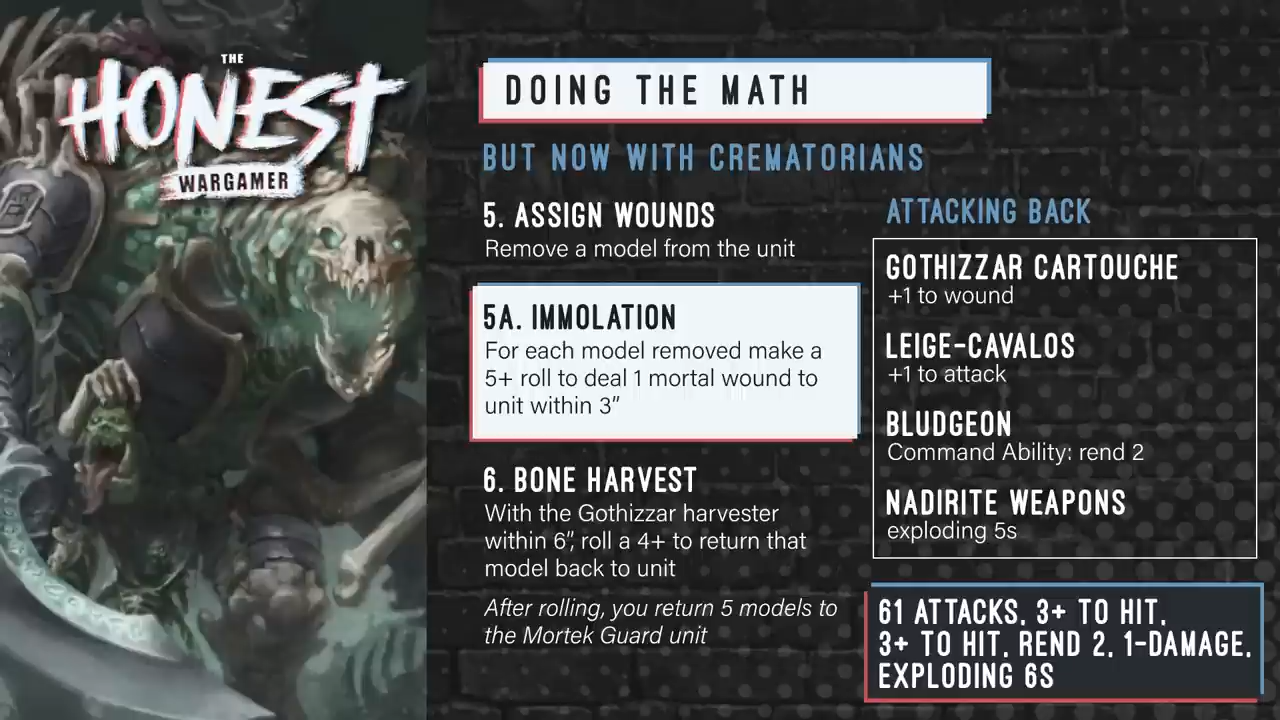 THE
HONEST
WARGAMER
DOING THE MATH
BUT NOW WITH CREMATORIANS
5. ASSIGN WOUNDS
Remove a model from the unit
5A. IMMOLATION
For each model removed make a
5+ roll to deal 1 mortal wound to
unit within 3”
6. BONE HARVEST
With the Gothizzar harvester
within 6”, roll a 4+ to return that
model back to unit
After rolling, you return 5 models to
the Mortek Guard unit
ATTACKING BACK
GOTHIZZAR CARTOUCHE
+1 to wound
LEIGE-CAVALOS
+1 to attack
BLUDGEON
Command Ability: rend 2
NADIRITE WEAPONS
exploding 5s
61 ATTACKS, 3+ TO HIT,
3+ TO HIT, REND 2, 1-DAMAGE,
EXPLODING 6S